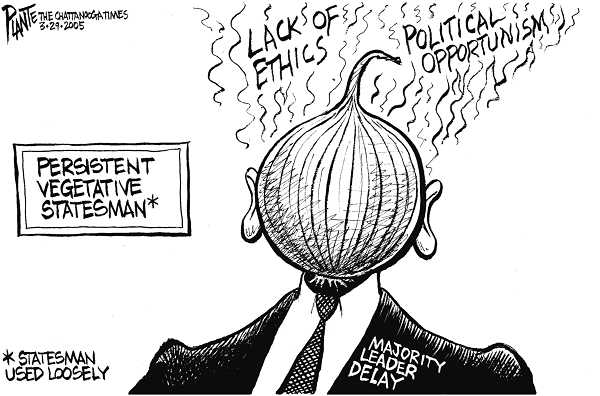 PLANTE THE CHATTANOOGA TIMES
3·29·2005
LACK OF
ETHICS
POLITICAL
OPPORTUNISM
PERSISTENT
VEGETATIVE
STATESMAN*
MAJORITY
LEADER
DELAY
* STATESMAN
USED LOOSELY